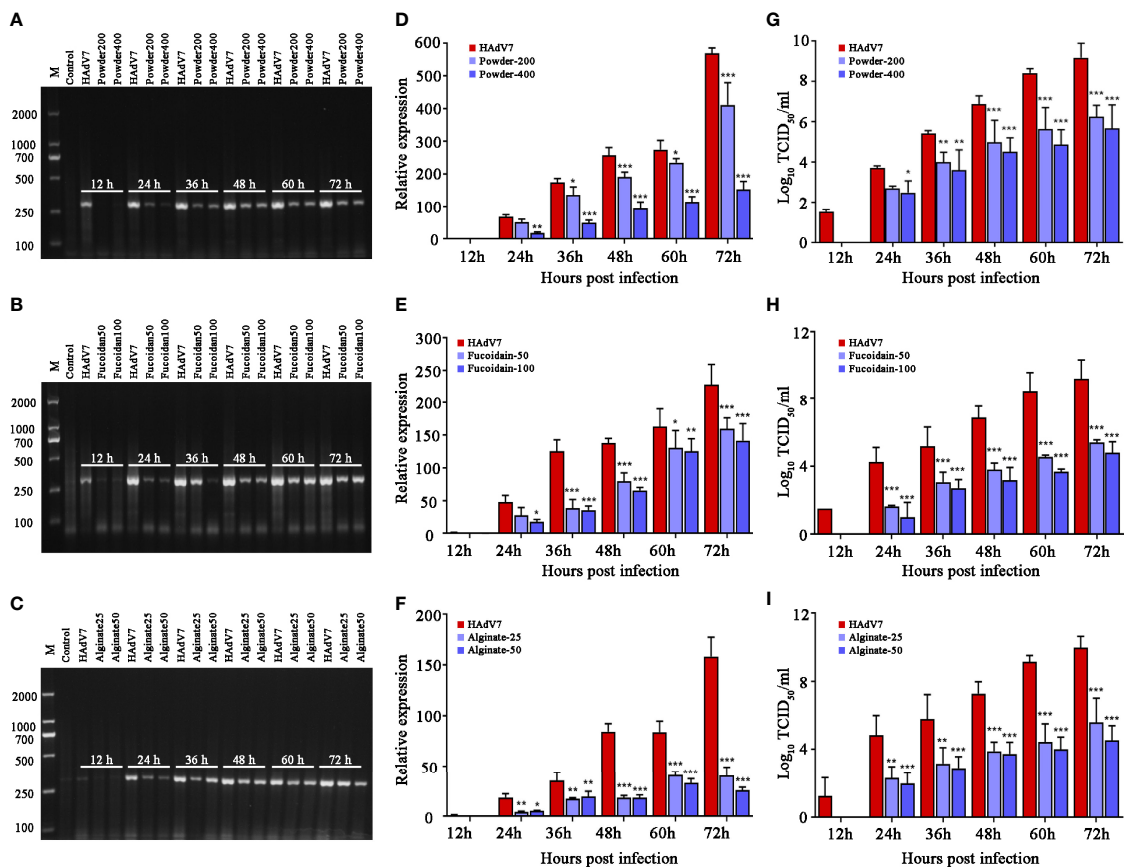 A
M
Control
HAdV7
Powder200
Powder400
HAdV7
Powder200
Powder400
HAdV7
Powder200
Powder400
HAdV7
Powder200
Powder400
HAdV7
Powder200
Powder400
HAdV7
Powder200
Powder400
2000
1000
700
500
250
100
12 h 24 h 36 h 48 h 60 h 72 h
D
HAdV7
Powder-200
Powder-400
Relative expression
600
500
400
300
200
100
0
* *** ** *** *** *** * *** *** ***
12h 24h 36h 48h 60h 72h
Hours post infection
G
HAdV7
Powder-200
Powder-400
Log10 TCID50/ml
10
8
6
4
2
0
* ** ** *** *** *** *** *** ***
12h 24h 36h 48h 60h 72h
Hours post infection
B
M
Control
HAdV7
Fucoidan50
Fucoidan100
HAdV7
Fucoidan50
Fucoidan100
HAdV7
Fucoidan50
Fucoidan100
HAdV7
Fucoidan50
Fucoidan100
HAdV7
Fucoidan50
Fucoidan100
HAdV7
Fucoidan50
Fucoidan100
2000
1000
700
500
250
100
12 h 24 h 36 h 48 h 60 h 72 h
E
HAdV7
Fucoidain-50
Fucoidain-100
Relative expression
300
250
200
150
100
50
0
* *** *** *** *** * ** *** ***
12h 24h 36h 48h 60h 72h
Hours post infection
H
HAdV7
Fucoidain-50
Fucoidain-100
Log10 TCID50/ml
12
8
4
0
*** *** *** *** *** *** *** *** *** ***
12h 24h 36h 48h 60h 72h
Hours post infection
C
M
Control
HAdV7
Alginate25
Alginate50
HAdV7
Alginate25
Alginate50
HAdV7
Alginate25
Alginate50
HAdV7
Alginate25
Alginate50
HAdV7
Alginate25
Alginate50
HAdV7
Alginate25
Alginate50
2000
1000
700
500
250
100
12 h 24 h 36 h 48 h 60 h 72 h
F
HAdV7
Alginate-25
Alginate-50
Relative expression
200
150
100
50
0
** * ** ** *** *** *** *** *** ***
12h 24h 36h 48h 60h 72h
Hours post infection
I
HAdV7
Alginate-25
Alginate-50
Log10 TCID50/ml
12
8
4
0
** *** ** *** *** *** *** *** *** ***
12h 24h 36h 48h 60h 72h
Hours post infection